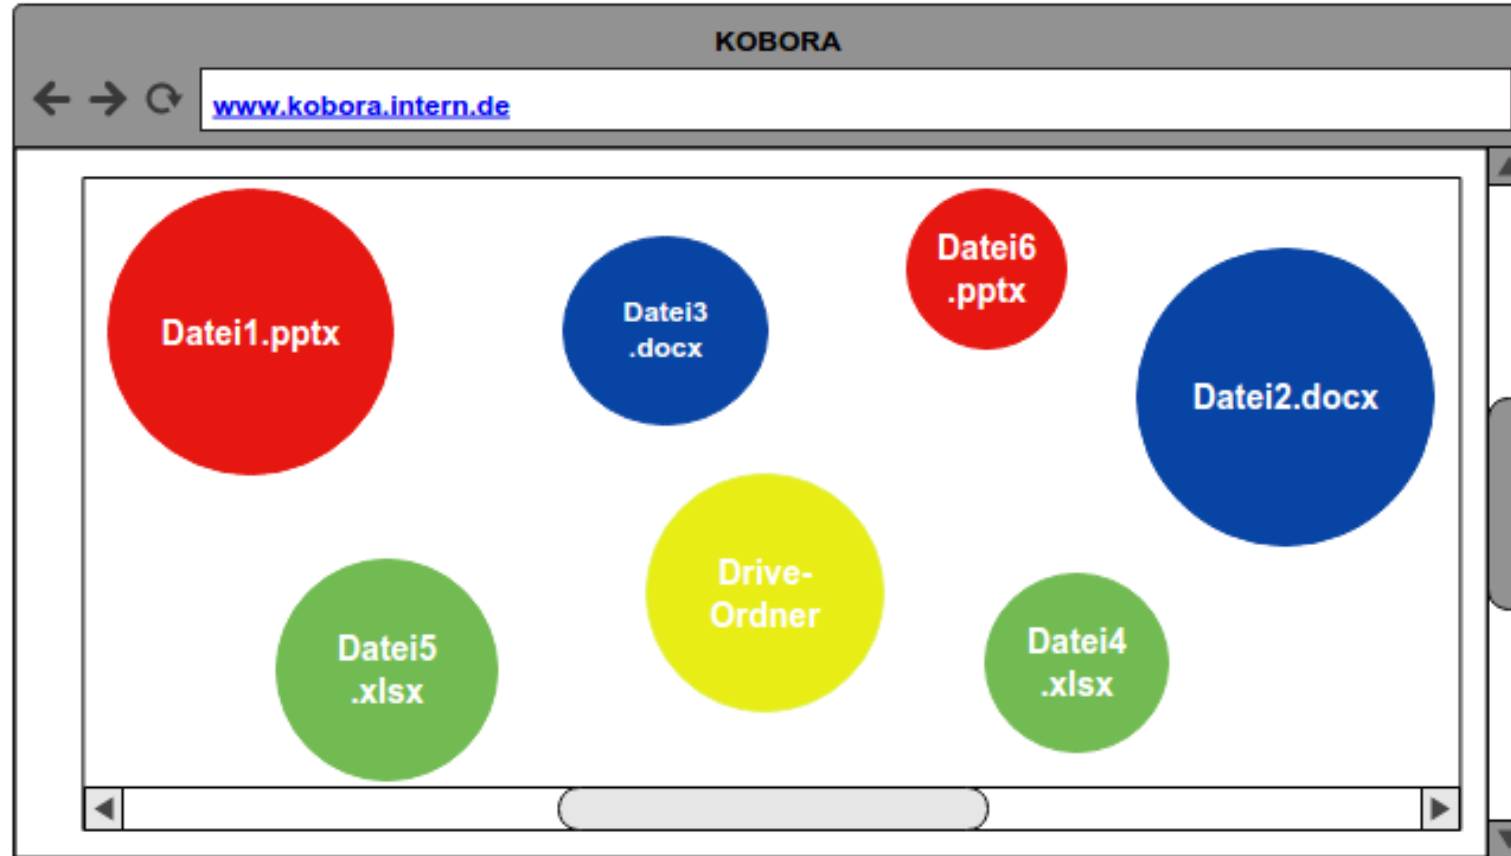 KOBORA
www.kobora.intern.de
Datei1.pptx
Datei3
.docx
Datei6
.pptx
Datei2.docx
Datei5
.xlsx
Drive-
Ordner
Datei4
.xlsx